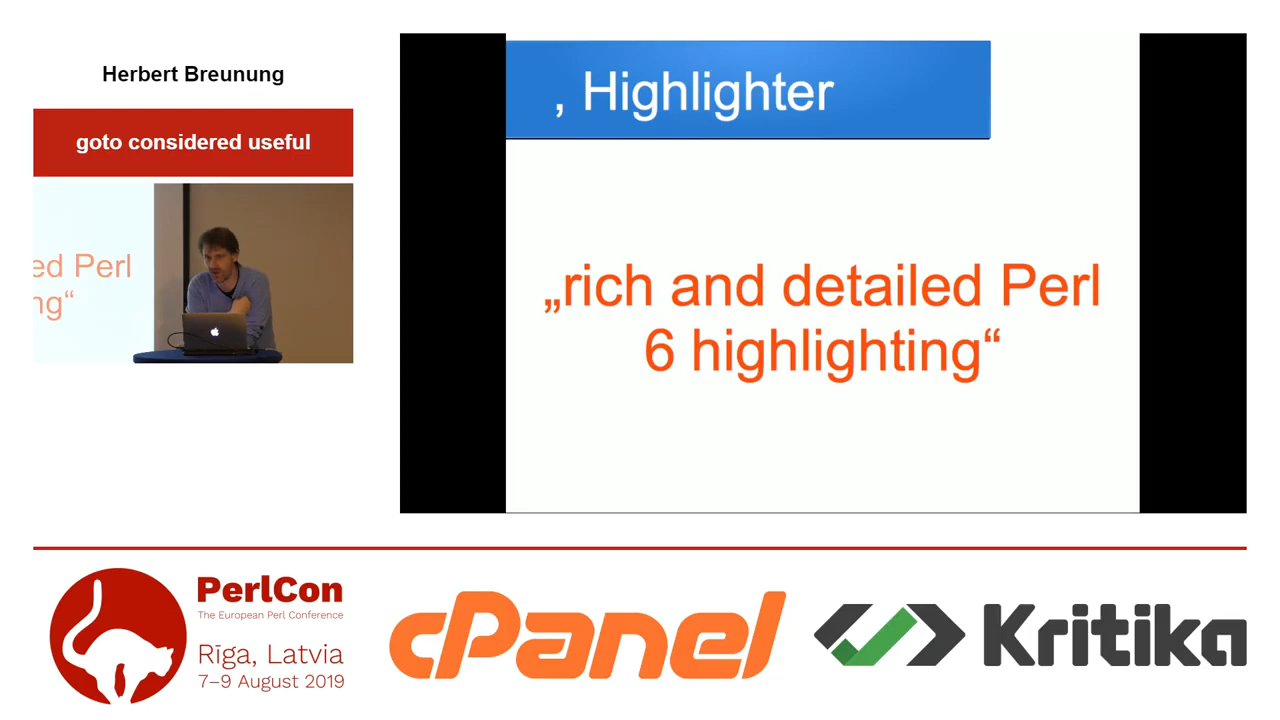 Herbert Breunung
goto considered useful
ed Perl
ng“
, Highlighter
„rich and detailed Perl
6 highlighting“
PerlCon
The European Perl Conference
Rīga, Latvia
7–9 August 2019
cPanel
Kritika